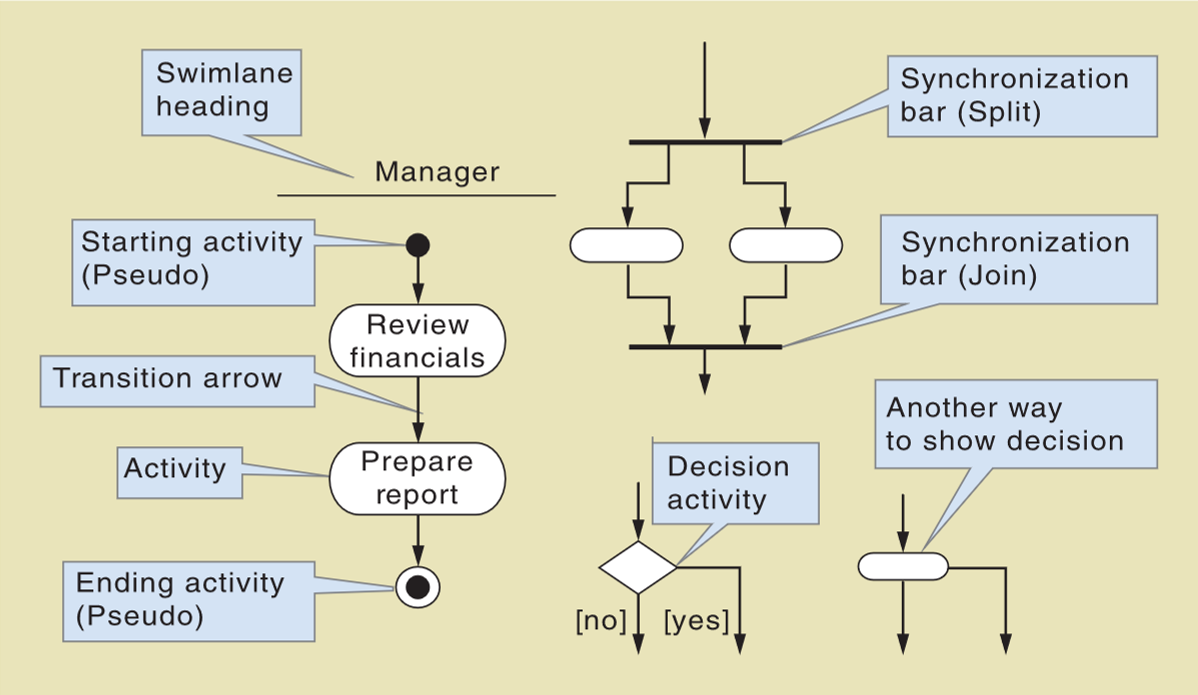 Swimlane
heading
Manager
Starting activity
(Pseudo)
Review
financials
Transition arrow
Activity
Prepare
report
Ending activity
(Pseudo)
Synchronization
bar (Split)
Synchronization
bar (Join)
Decision
activity
[no]
[yes]
Another way
to show decision